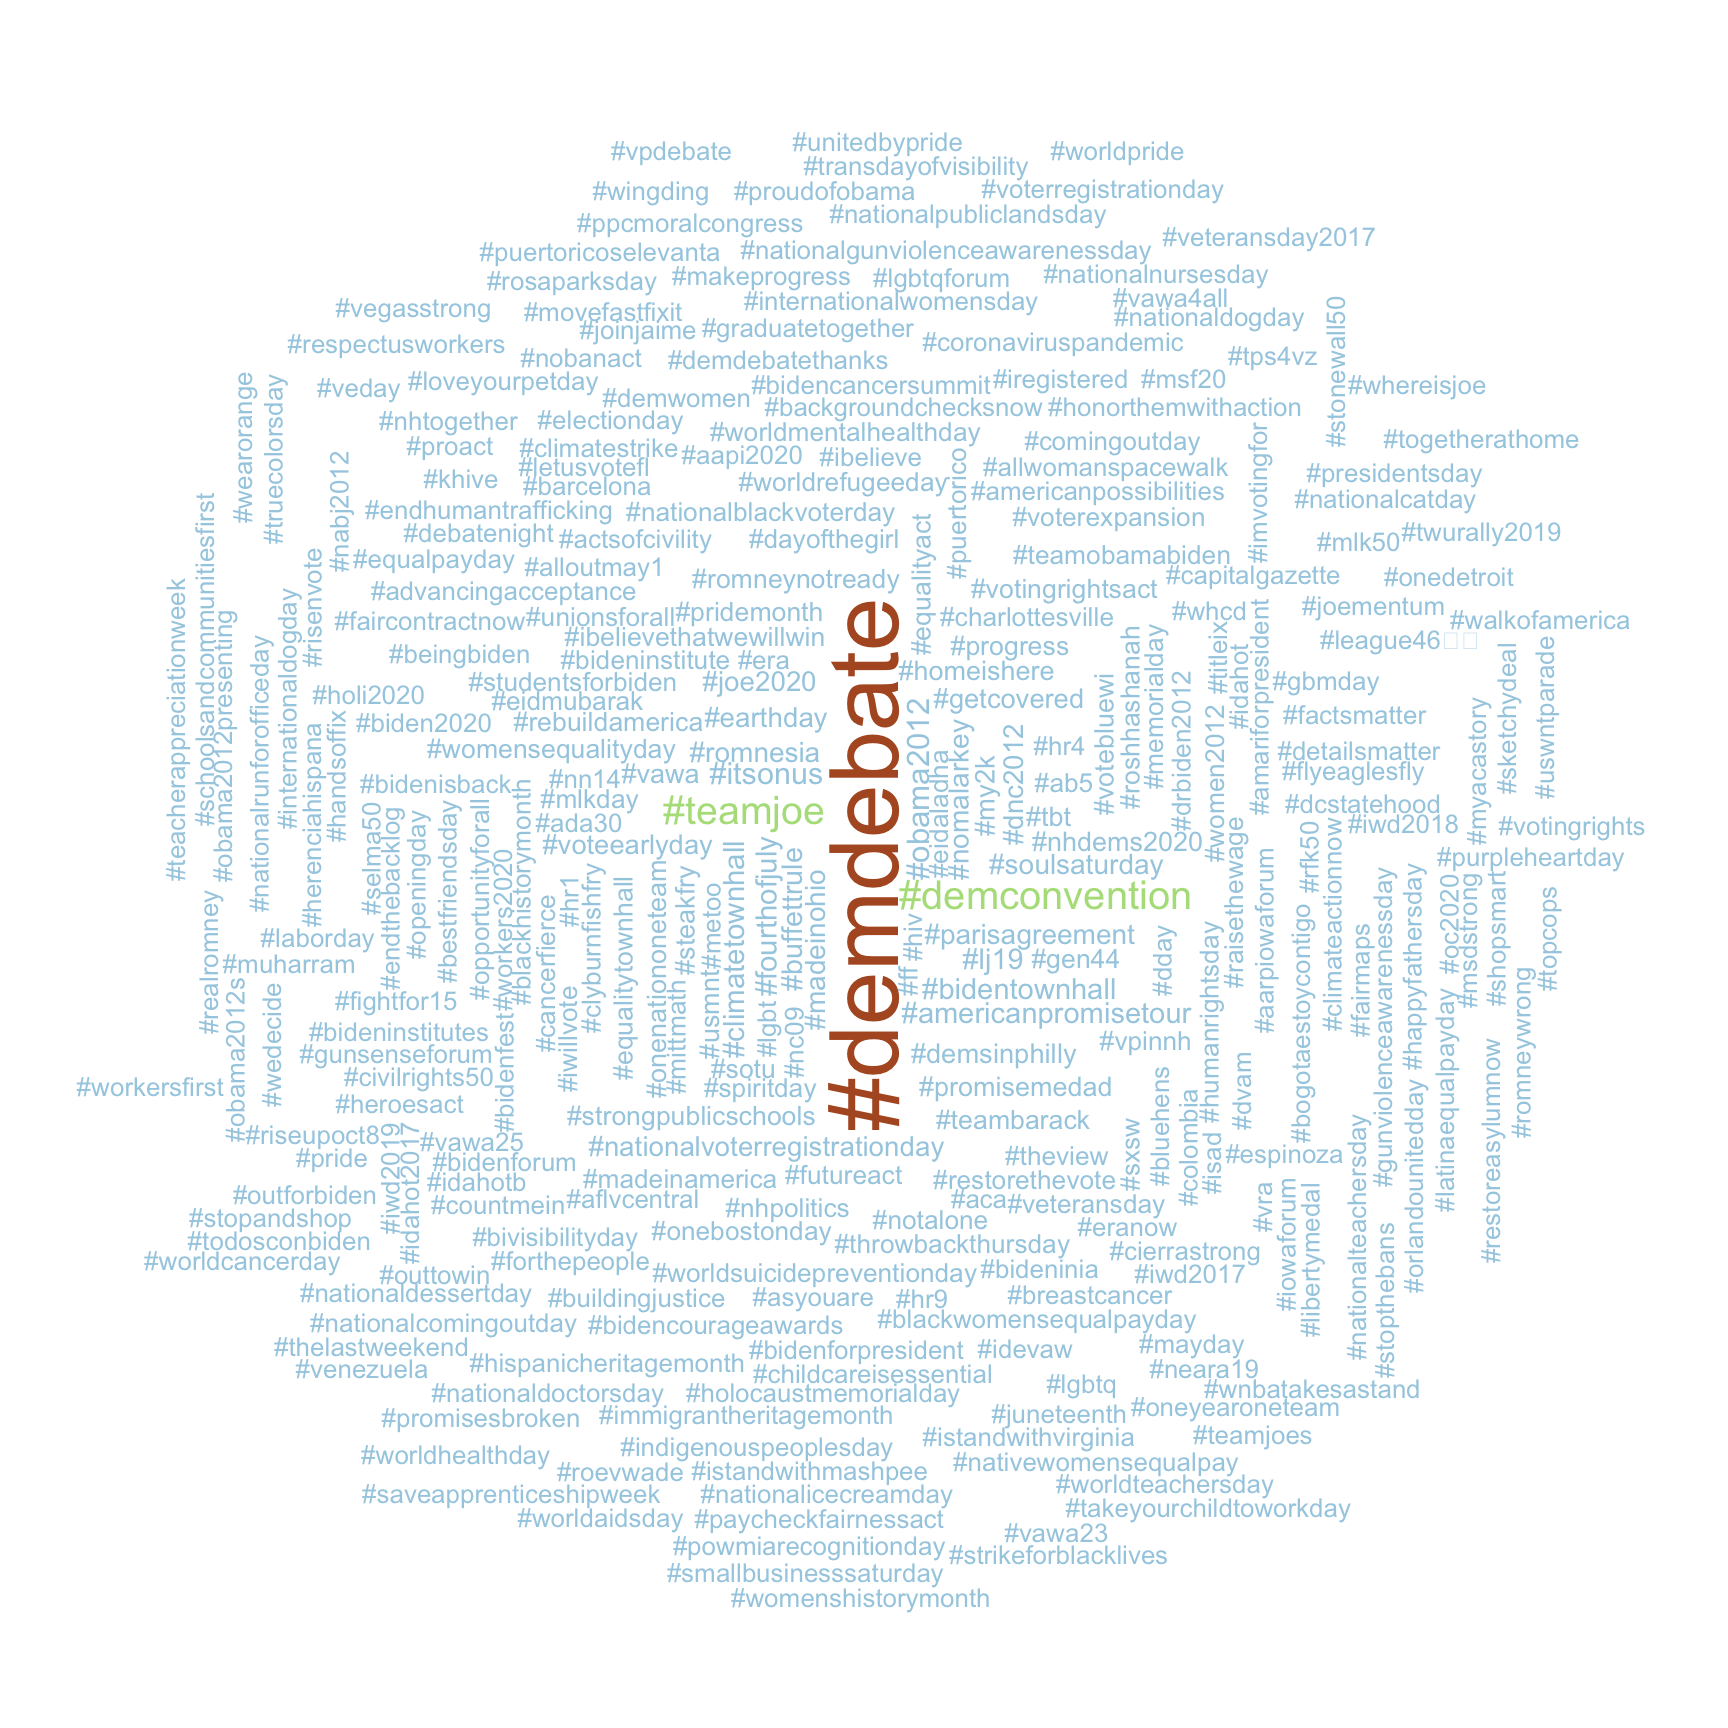 #unitedbypride
#vpdebate
#worldpride
#transdayofvisibility
#wingding
#proudofobama
#voterregistrationday
#nationalpubliclandsday
#ppcmoralcongress
#veteransday2017
#puertoricoselevanta
#nationalgunviolenceawarenessday
#rosaparksday
#makeprogress
#lgbtqforum
#nationalnursesday
#internationalwomensday
#vawa4all
#vegasstrong
#movefastfixit
#nationaldogday
#joinjaime
#graduatetogether
#respectusworkers
#coronaviruspandemic
#stonewall50
#nobanact
#demdebatethanks
#tps4vz
#veday
#loveyourpetday
#bidencancersummit
#iregistered
#msf20
#whereisjoe
#demwomen
#backgroundchecksnow
#honorthemwithaction
#nhtogether
#electionday
#worldmentalhealthday
#comingoutday
#togetherathome
#wearorange
#truecolorsday
#proact
#climatestrike
#aapi2020
#ibelieve
#letusvotefl
#allwomanspacewalk
#presidentsday
#khive
#barcelona
#worldrefugeeday
#americanpossibilities
#nationalcatday
#nabj2012
#endhumantrafficking
#nationalblackvoterday
#puertorico
#voterexpansion
#imvotingfor
#debatenight
#actsofcivility
#dayofthegirl
#mlk50
#twurally2019
#equalpayday
#alloutmay1
#teamobamabiden
#romneynotready
#equalityact
#capitalgazette
#onedetroit
#advancingacceptance
#votingrightsact
#joementum
#faircontractnow
#unionsforall
#pridemonth
#charlottesville
#whcd
#walkofamerica
#ibelievethatwewillwin
#league46
#beingbiden
#bideninstitute
#era
#progress
#homeishere
#studentsforbiden
#joe2020
#gbmday
#holi2020
#eidmubarak
#getcovered
#biden2020
#rebuildamerica
#earthday
#factsmatter
#womensequalityday
#romnesia
#hr4
#detailsmatter
#bidenisback
#nn14
#vawa
#itsonus
#ab5
#flyeaglesfly
#mlkday
#teamjoe
#dcstatehood
#ada30
#tbt
#iwd2018
#votingrights
#voteearlyday
#nhdems2020
#soulsaturday
#purpleheartday
#demdebate
#demconvention
#teacherappreciationweek
#schoolsandcommunitiesfirst
#obama2012presenting
#nationalrunforofficeday
#internationaldogday
#risenvote
#herenciahispana
#handsoffix
#selma50
#endthebacklog
#openingday
#bestfriendsday
#opportunityforall
#workers2020
#blackhistorymonth
#cancerfierce
#hr1
#clyburnfishfry
#equalitytownhall
#onenationoneteam
#steakfry
#metoo
#usmnt
#climatetownhall
#fourthofjuly
#buffettrule
#madeinohio
#mittmath
#lgbt
#nc09
#iwillvote
#bidenfest
#obama2012
#eidaladha
#nomalarkey
#my2k
#dnc2012
#votebluewi
#roshhashanah
#memorialday
#drbiden2012
#women2012
#titleix
#idahot
#amariforpresident
#myacastory
#sketchydeal
#uswntparade
#hiv
#ff
#dday
#raisethewage
#humanrightsday
#aarpiowaforum
#rfk50
#bogotaestoycontigo
#climateactionnow
#fairmaps
#gunviolenceawarenessday
#happyfathersday
#oc2020
#msdstrong
#shopsmart
#topcops
#romneywrong
#latinaequalpayday
#restoreasylumnow
#orlandounitedday
#nationalteachersday
#stopthebans
#libertymedal
#iowaforum
#vra
#dvam
#isad
#colombia
#bluehens
#sxsw
#realromney
#obama2012s
#wedecide
#iwd2019
#idahot2017
#laborday
#parisagreement
#muharram
#lj19
#gen44
#fightfor15
#bidentownhall
#americanpromisetour
#bideninstitutes
#vpinnh
#gunsenseforum
#demsinphilly
#sotu
#civilrights50
#workersfirst
#spiritday
#promisemedad
#heroesact
#strongpublicschools
#teambarack
#riseupoct8
#vawa25
#nationalvoterregistrationday
#pride
#bidenforum
#theview
#espinoza
#idahotb
#madeinamerica
#futureact
#restorethevote
#outforbiden
#countmein
#aflvcentral
#nhpolitics
#aca
#veteransday
#stopandshop
#notalone
#eranow
#todosconbiden
#bivisibilityday
#onebostonday
#throwbackthursday
#cierrastrong
#worldcancerday
#forthepeople
#outtowin
#worldsuicidepreventionday
#bideninia
#iwd2017
#nationaldessertday
#buildingjustice
#asyouare
#hr9
#breastcancer
#nationalcomingoutday
#bidencourageawards
#blackwomensequalpayday
#thelastweekend
#mayday
#venezuela
#hispanicheritagemonth
#bidenforpresident
#idevaw
#childcareisessential
#neara19
#nationaldoctorsday
#holocaustmemorialday
#lgbtq
#wnbatakesastand
#promisesbroken
#immigrantheritagemonth
#juneteenth
#oneyearoneteam
#worldhealthday
#indigenouspeoplesday
#istandwithvirginia
#teamjoes
#roevwade
#istandwithmashpee
#nativewomensequalpay
#saveapprenticeshipweek
#nationalicecreamday
#worldteachersday
#takeyourchildtoworkday
#worldaidsday
#paycheckfairnessact
#vawa23
#powmiarecognitionday
#strikeforblacklives
#smallbusinesssaturday
#womenshistorymonth